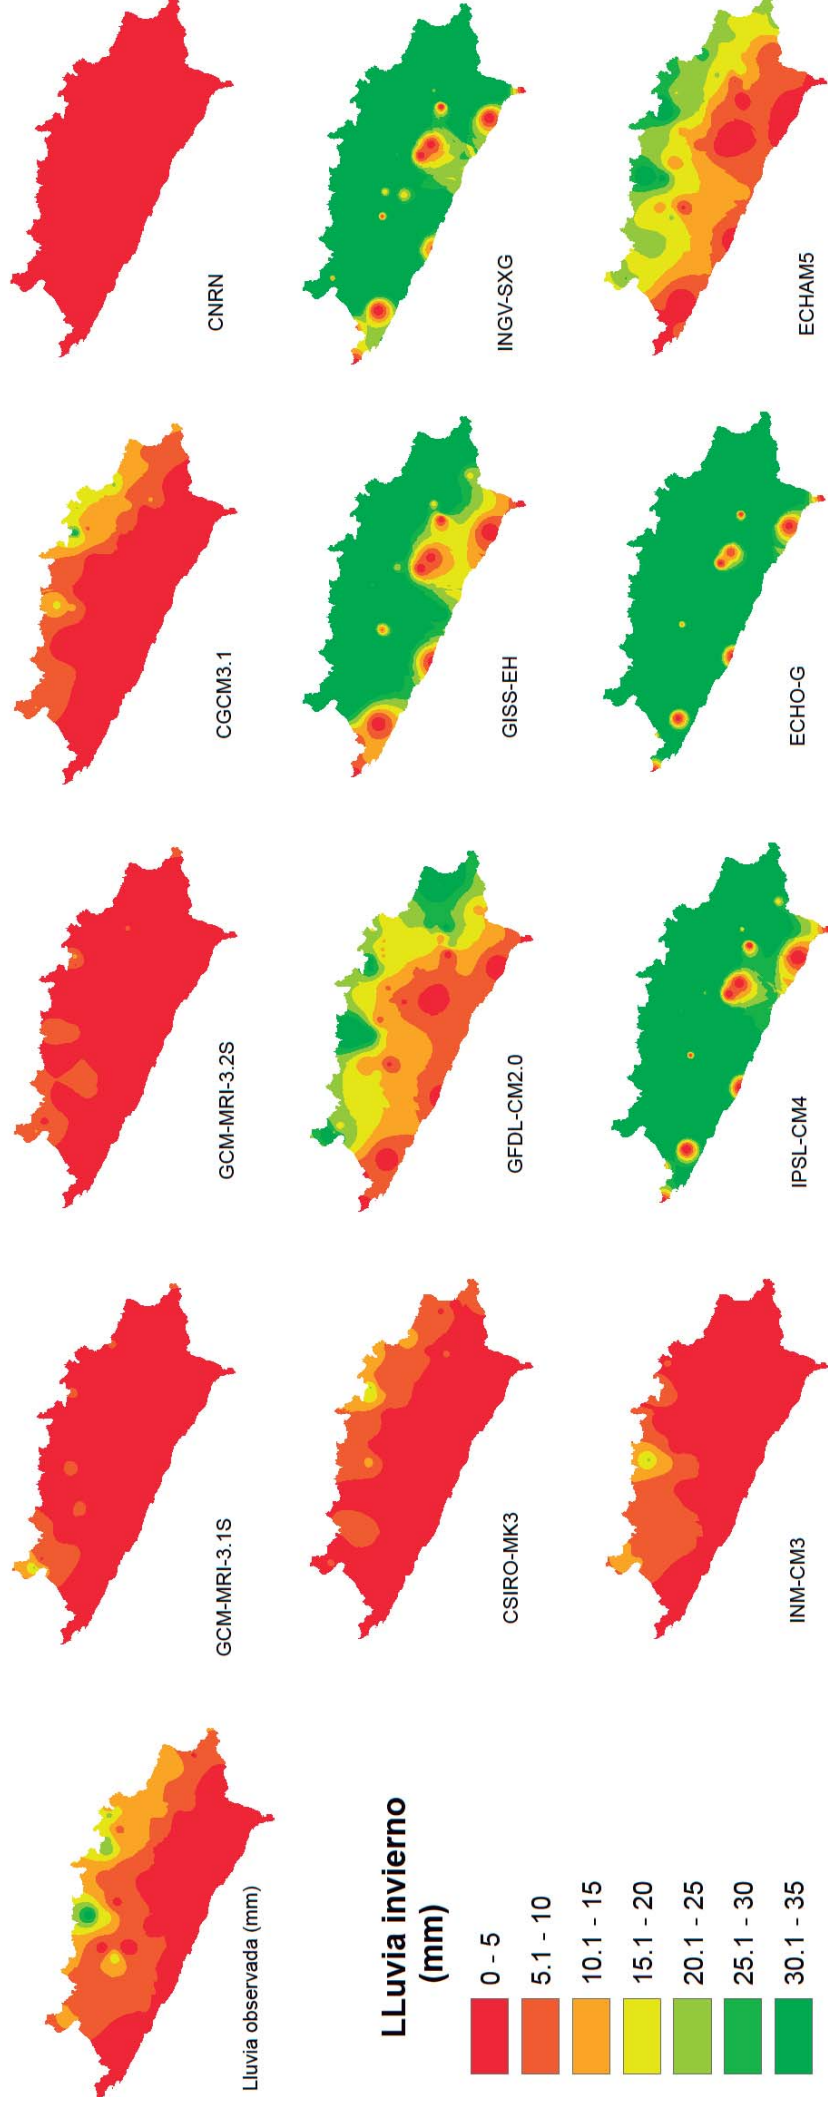 Lluvia observada (mm)
GCM-MRI-3.1S
GCM-MRI-3.2S
CGCM3.1
CNRN
LLuvia invierno
(mm)
0 - 5
5.1 - 10
10.1 - 15
15.1 - 20
20.1 - 25
25.1 - 30
30.1 - 35
CSIRO-MK3
GFDL-CM2.0
GISS-EH
INGV-SXG
INM-CM3
IPSL-CM4
ECHO-G
ECHAM5